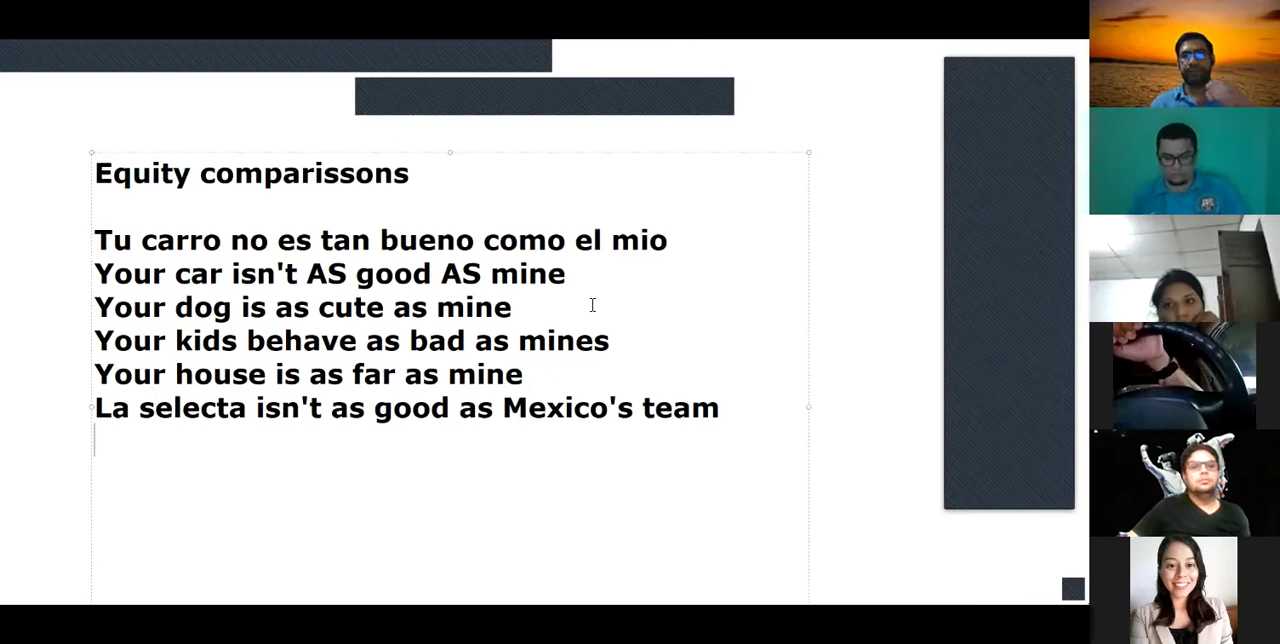 Equity comparissons
Tu carro no es tan bueno como el mio
Your car isn't AS good AS mine
Your dog is as cute as mine
Your kids behave as bad as mines
Your house is as far as mine
La selecta isn't as good as Mexico's team